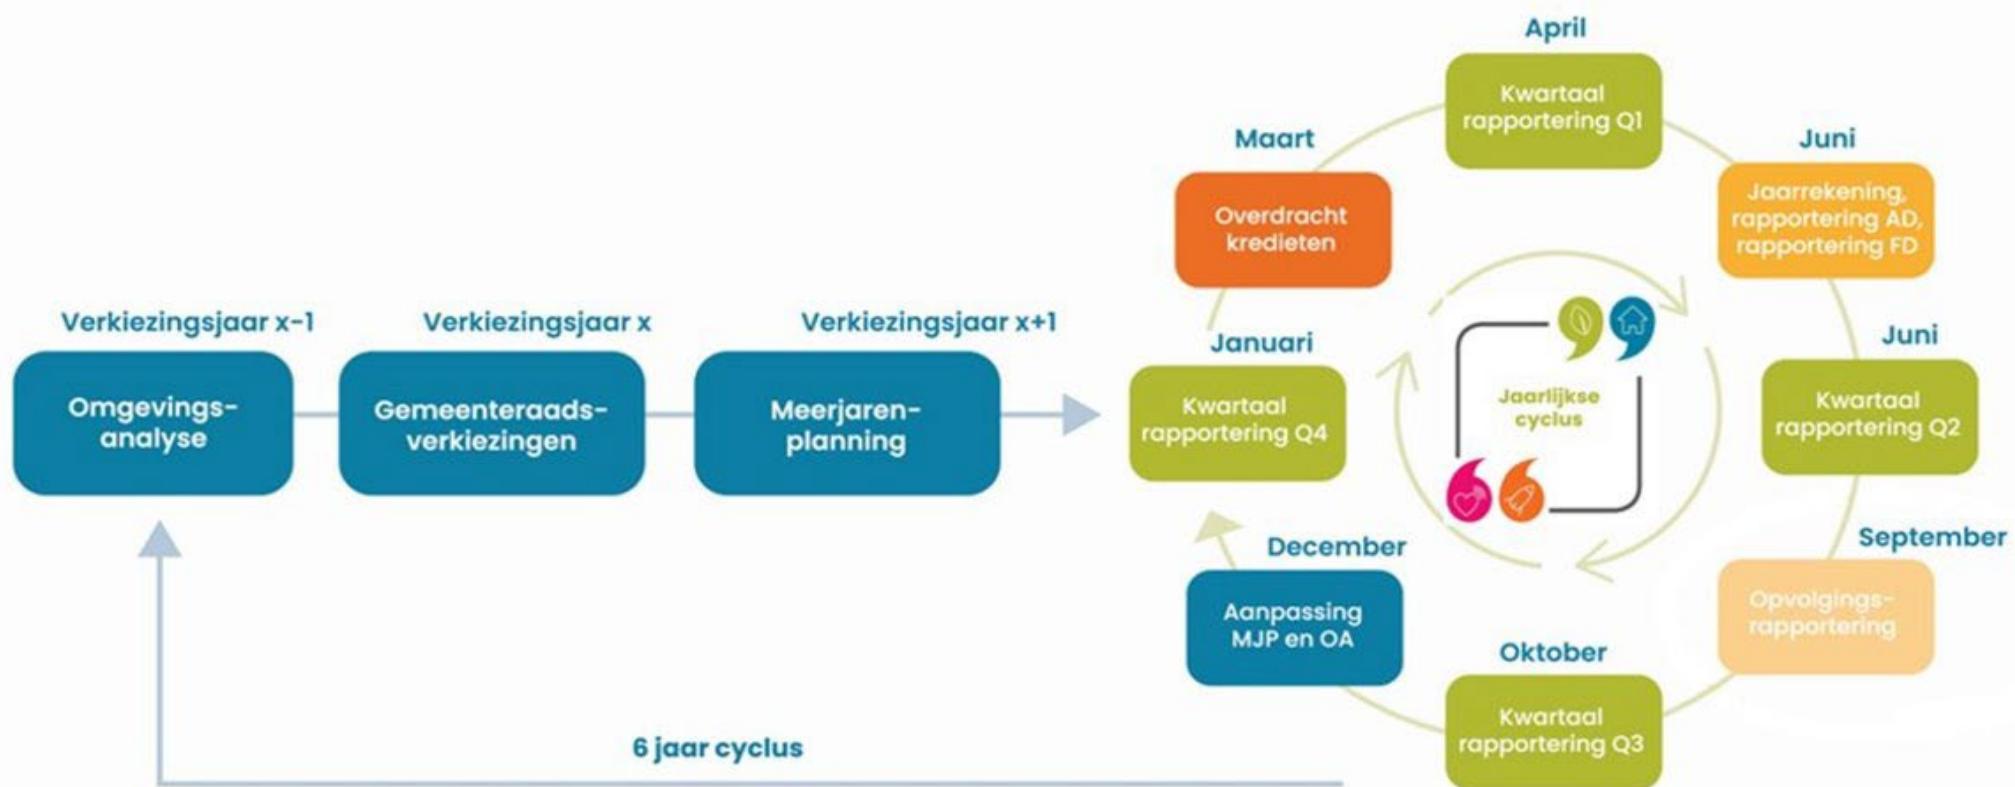 Verkiezingsjaar x-1
Omgevings-
analyse
Verkiezingsjaar x
Gemeenteraads-
verkiezingen
Verkiezingsjaar x+1
Meerjaren-
planning
6 jaar cyclus
Januari
Kwartaal
rapportering Q4
Maart
Overdracht
kredieten
April
Kwartaal
rapportering Q1
Juni
Jaarrekening,
rapportering AD,
rapportering FD
Juni
Kwartaal
rapportering Q2
September
Opvolgings-
rapportering
Oktober
Kwartaal
rapportering Q3
December
Aanpassing
MJP en OA
Jaarlijkse
cyclus